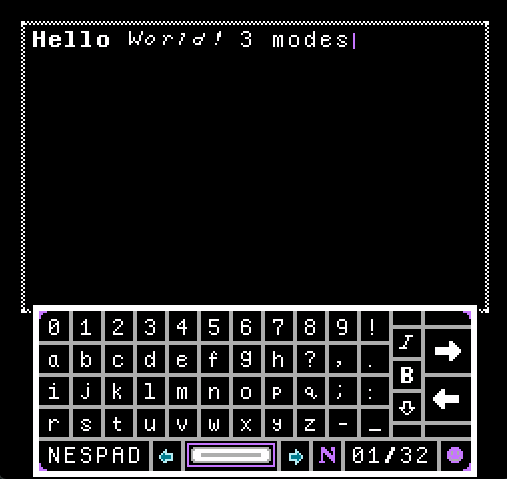 Hello World! 3 modes
0 1 2 3 4 5 6 7 8 9 !
I
a b c d e f g h ? , .
B
i j k l m n o p q ; :
r s t u v w x y z - _
NESPAD N 01/32